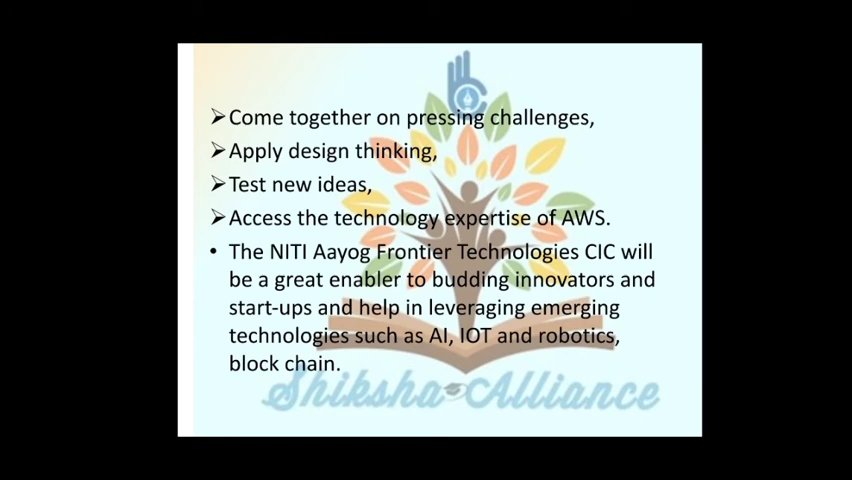 ➢Come together on pressing challenges,
➢Apply design thinking,
➢Test new ideas,
➢Access the technology expertise of AWS.
• The NITI Aayog Frontier Technologies CIC will
be a great enabler to budding innovators and
start-ups and help in leveraging emerging
technologies such as AI, IOT and robotics,
block chain.
Shiksha Alliance